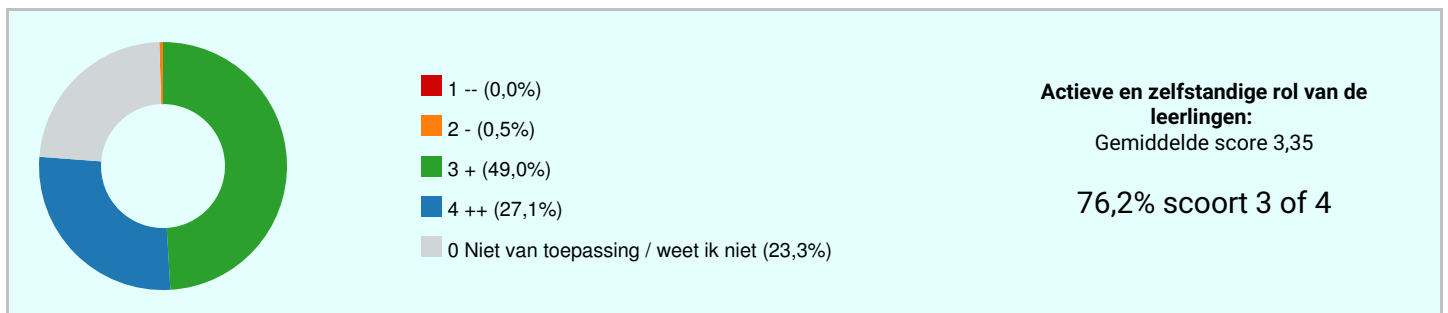 1 -- (0,0%)
2 - (0,5%)
3 + (49,0%)
4 ++ (27,1%)
0 Niet van toepassing / weet ik niet (23,3%)
Actieve en zelfstandige rol van de
leerlingen:
Gemiddelde score 3,35
76,2% scoort 3 of 4